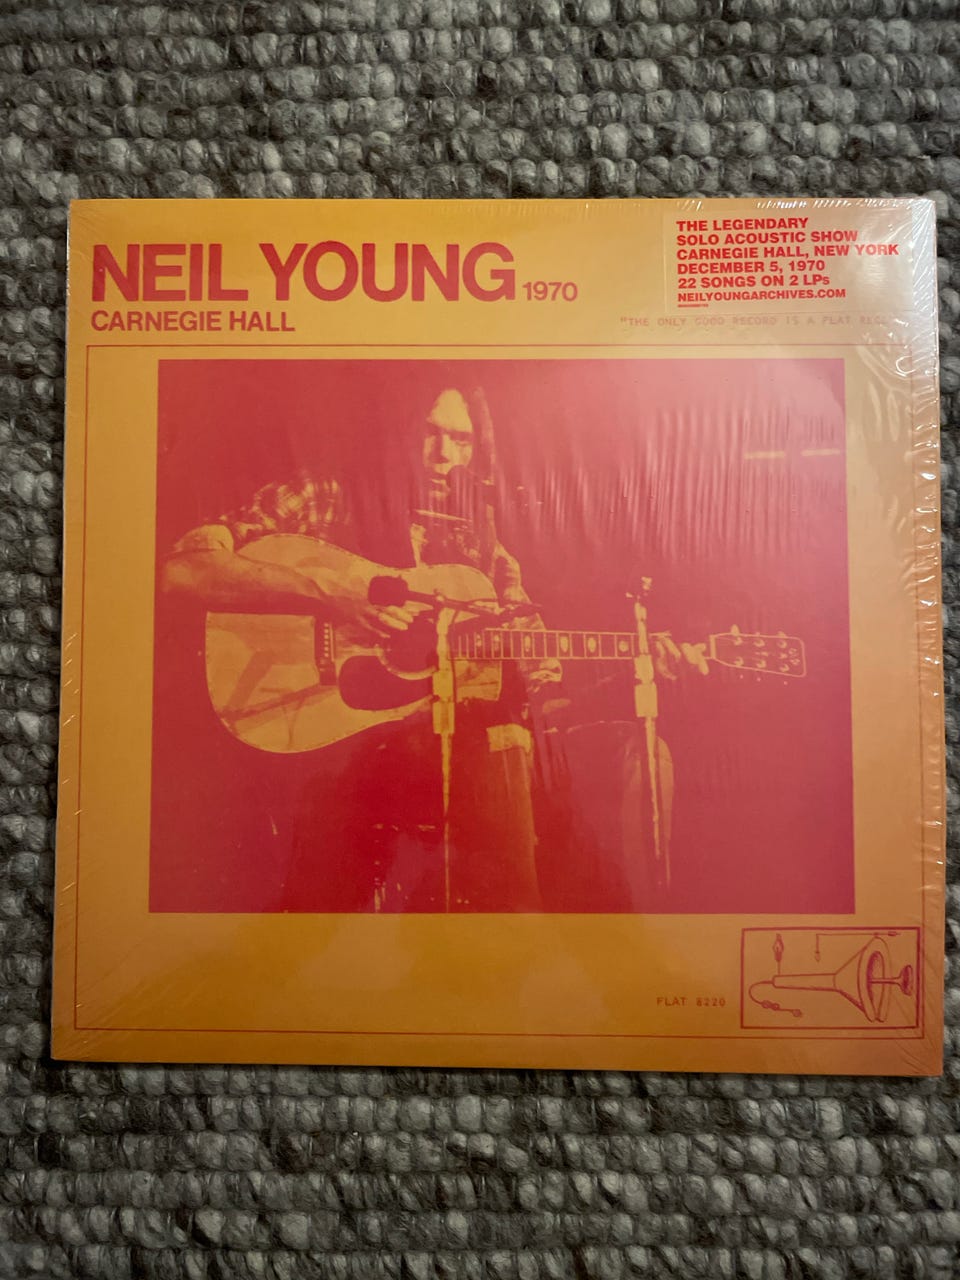 NEIL YOUNG 1970
CARNEGIE HALL
THE LEGENDARY
SOLO ACOUSTIC SHOW
CARNEGIE HALL, NEW YORK
DECEMBER 5, 1970
22 SONGS ON 2 LPs
NEILYOUNGARCHIVES.COM
"THE ONLY GOOD RECORD IS A FLAT
FLAT 8220